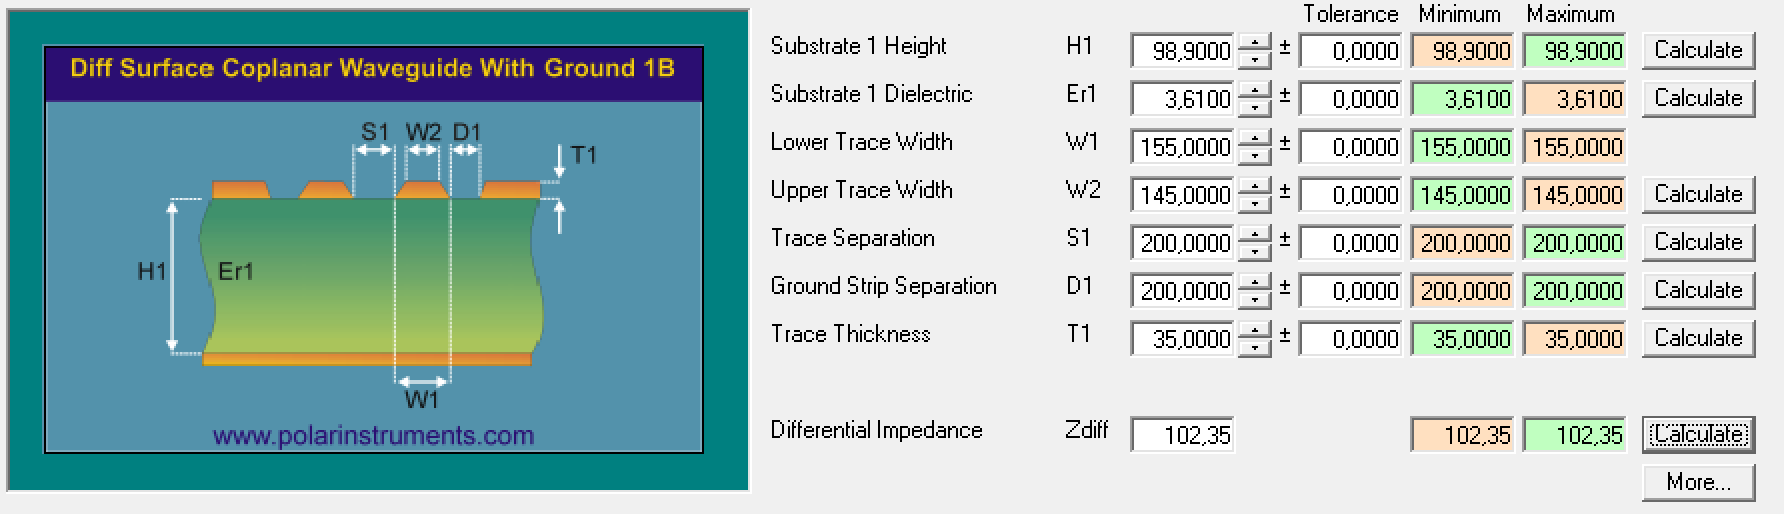 Diff Surface Coplanar Waveguide With Ground 1B
S1 W2 D1
T1
H1 Er1
W1
www.polarinstruments.com
Tolerance Minimum Maximum
Substrate 1 Height H1 98,9000 ± 0,0000 98,9000 98,9000 Calculate
Substrate 1 Dielectric Er1 3,6100 ± 0,0000 3,6100 3,6100 Calculate
Lower Trace Width W1 155,0000 ± 0,0000 155,0000 155,0000
Upper Trace Width W2 145,0000 ± 0,0000 145,0000 145,0000 Calculate
Trace Separation S1 200,0000 ± 0,0000 200,0000 200,0000 Calculate
Ground Strip Separation D1 200,0000 ± 0,0000 200,0000 200,0000 Calculate
Trace Thickness T1 35,0000 ± 0,0000 35,0000 35,0000 Calculate
Differential Impedance Zdiff 102,35 102,35 102,35 Calculate
More...